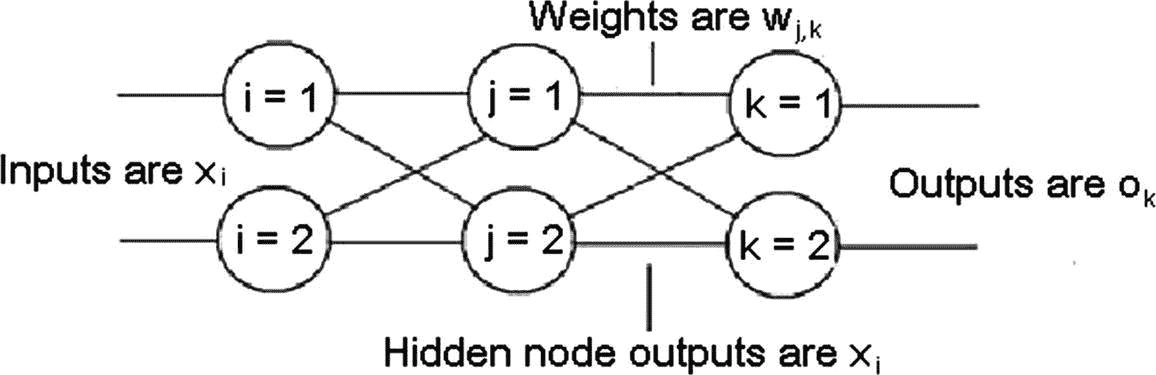 Weights are w_{j,k}
i = 1
j = 1
k = 1
Inputs are x_i
Outputs are o_k
i = 2
j = 2
k = 2
Hidden node outputs are x_i